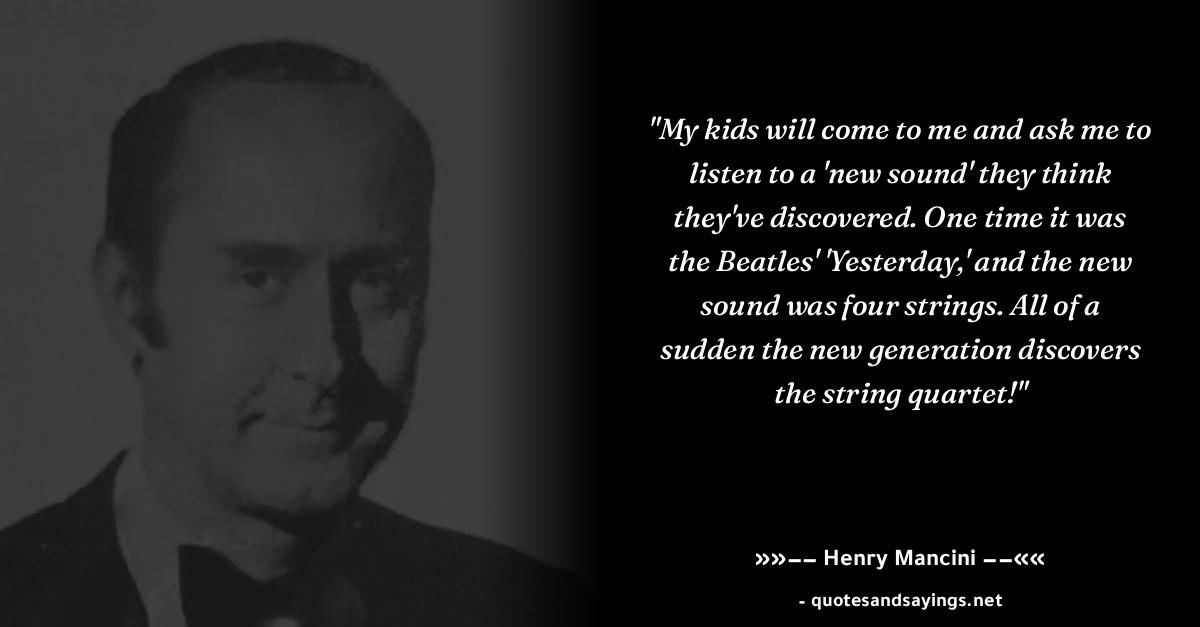 "My kids will come to me and ask me to
listen to a 'new sound' they think
they've discovered. One time it was
the Beatles' 'Yesterday,' and the new
sound was four strings. All of a
sudden the new generation discovers
the string quartet!"
»»−− Henry Mancini −−««
- quotesandsayings.net